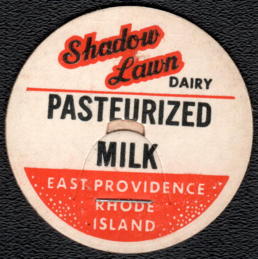 Shadow
Lawn
DAIRY
PASTEURIZED
MILK
EAST PROVIDENCE
RHODE
ISLAND